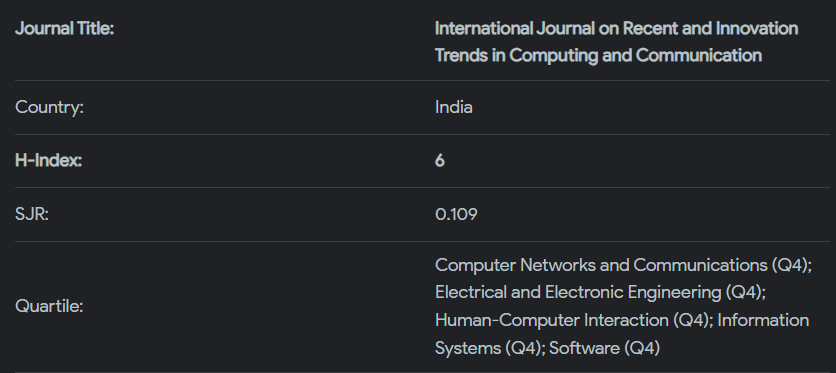 Journal Title:
International Journal on Recent and Innovation
Trends in Computing and Communication
Country:
India
H-Index:
6
SJR:
0.109
Quartile:
Computer Networks and Communications (Q4);
Electrical and Electronic Engineering (Q4);
Human-Computer Interaction (Q4); Information
Systems (Q4); Software (Q4)